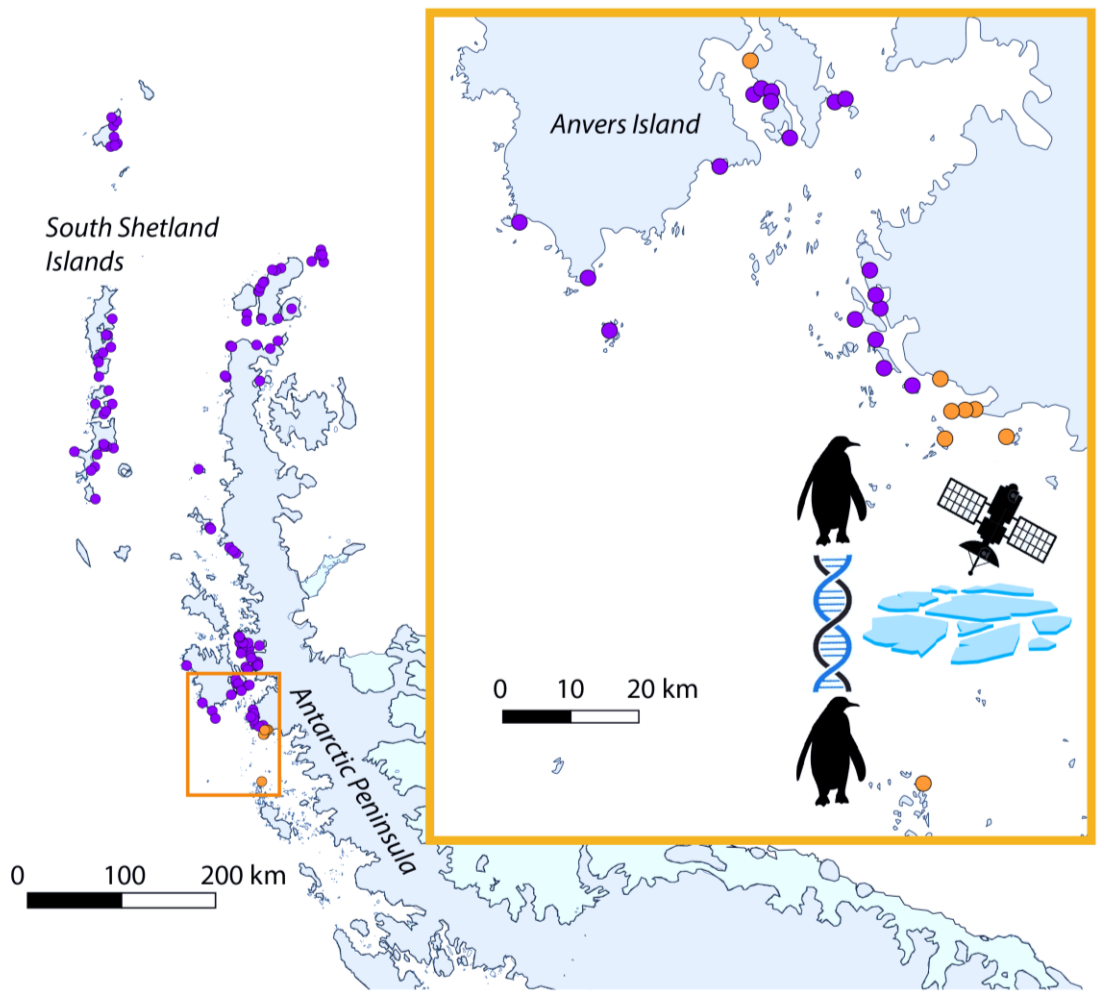 Anvers Island
South Shetland
Islands
0 10 20 km
Antarctic Peninsula
0 100 200 km